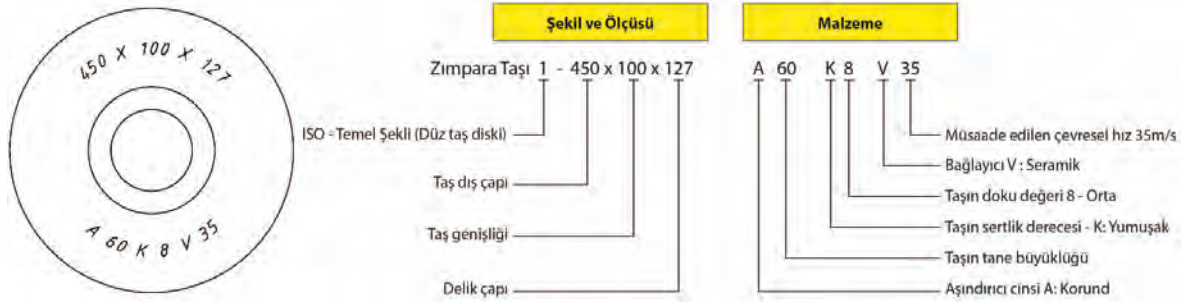 450 X 100 X 127
A 60 K 8 V 35
Şekil ve Ölçüsü
Zımpara Taşı 1 - 450 x 100 x 127
ISO - Temel Şekli (Düz taş diski)
Taş dış çapi
Taş genişliği
Delik çapı
Malzeme
A 60 K 8 V 35
Müsaade edilen çevresel hız 35m/s
Bağlayıcı V : Seramik
Taşın doku değeri 8 - Orta
Taşın sertlik derecesi - K: Yumuşak
Taşın tane büyüklüğü
Aşındırıcı cinsi A: Korund